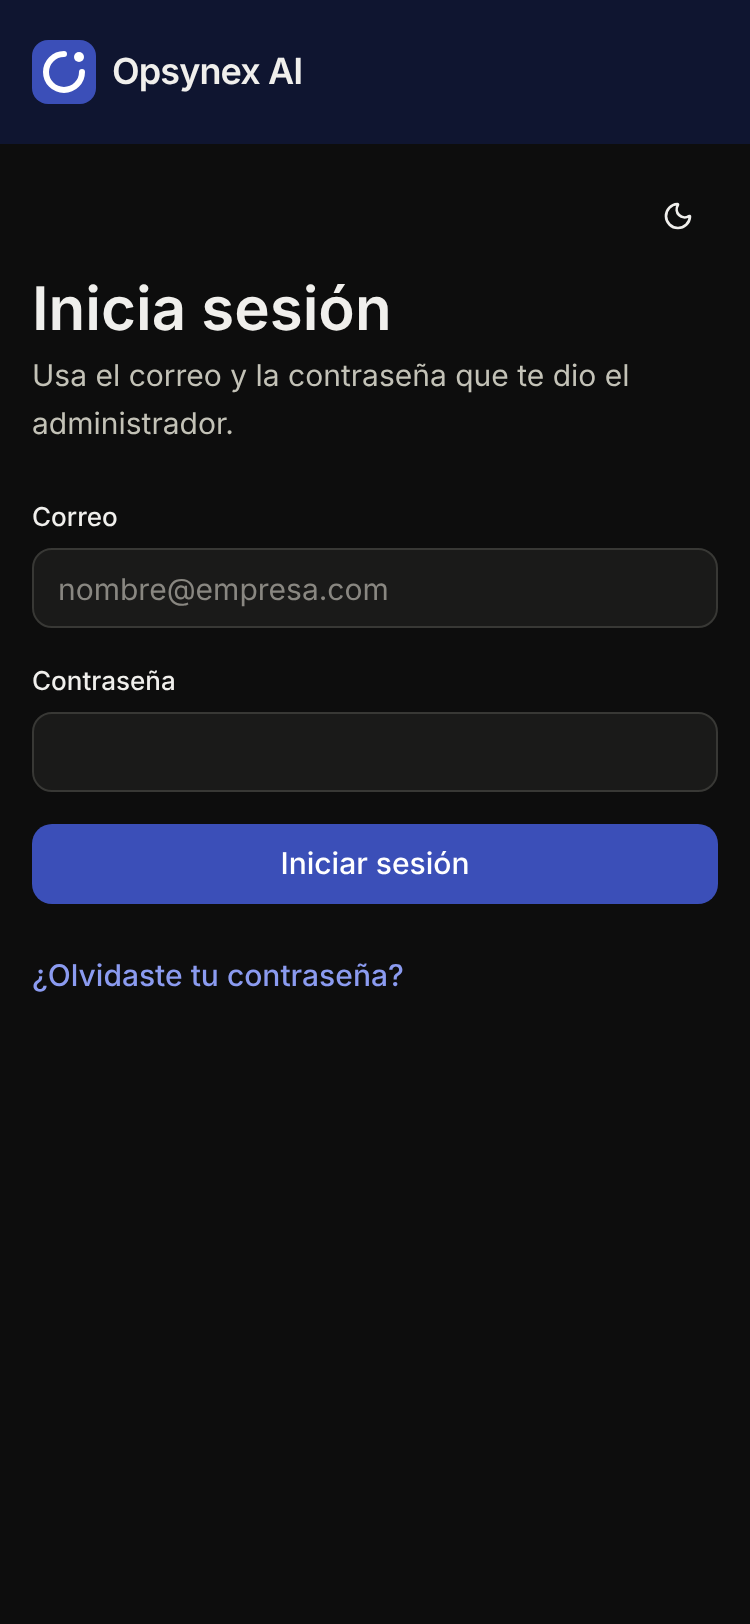 Opsynex AI
Inicia sesión
Usa el correo y la contraseña que te dio el
administrador.
Correo
nombre@empresa.com
Contraseña
Iniciar sesión
¿Olvidaste tu contraseña?